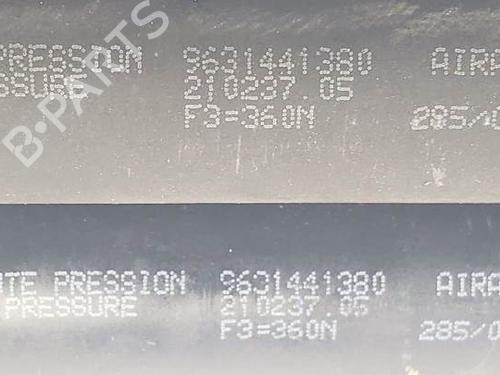 PRESSION 9631441380 AIRA
PRESSURE 210237.05
F3=360N 285/0
B-PARTS
TE PRESSION 9631441380 AIRA
PRESSURE 210237.05
F3=360N 285/0